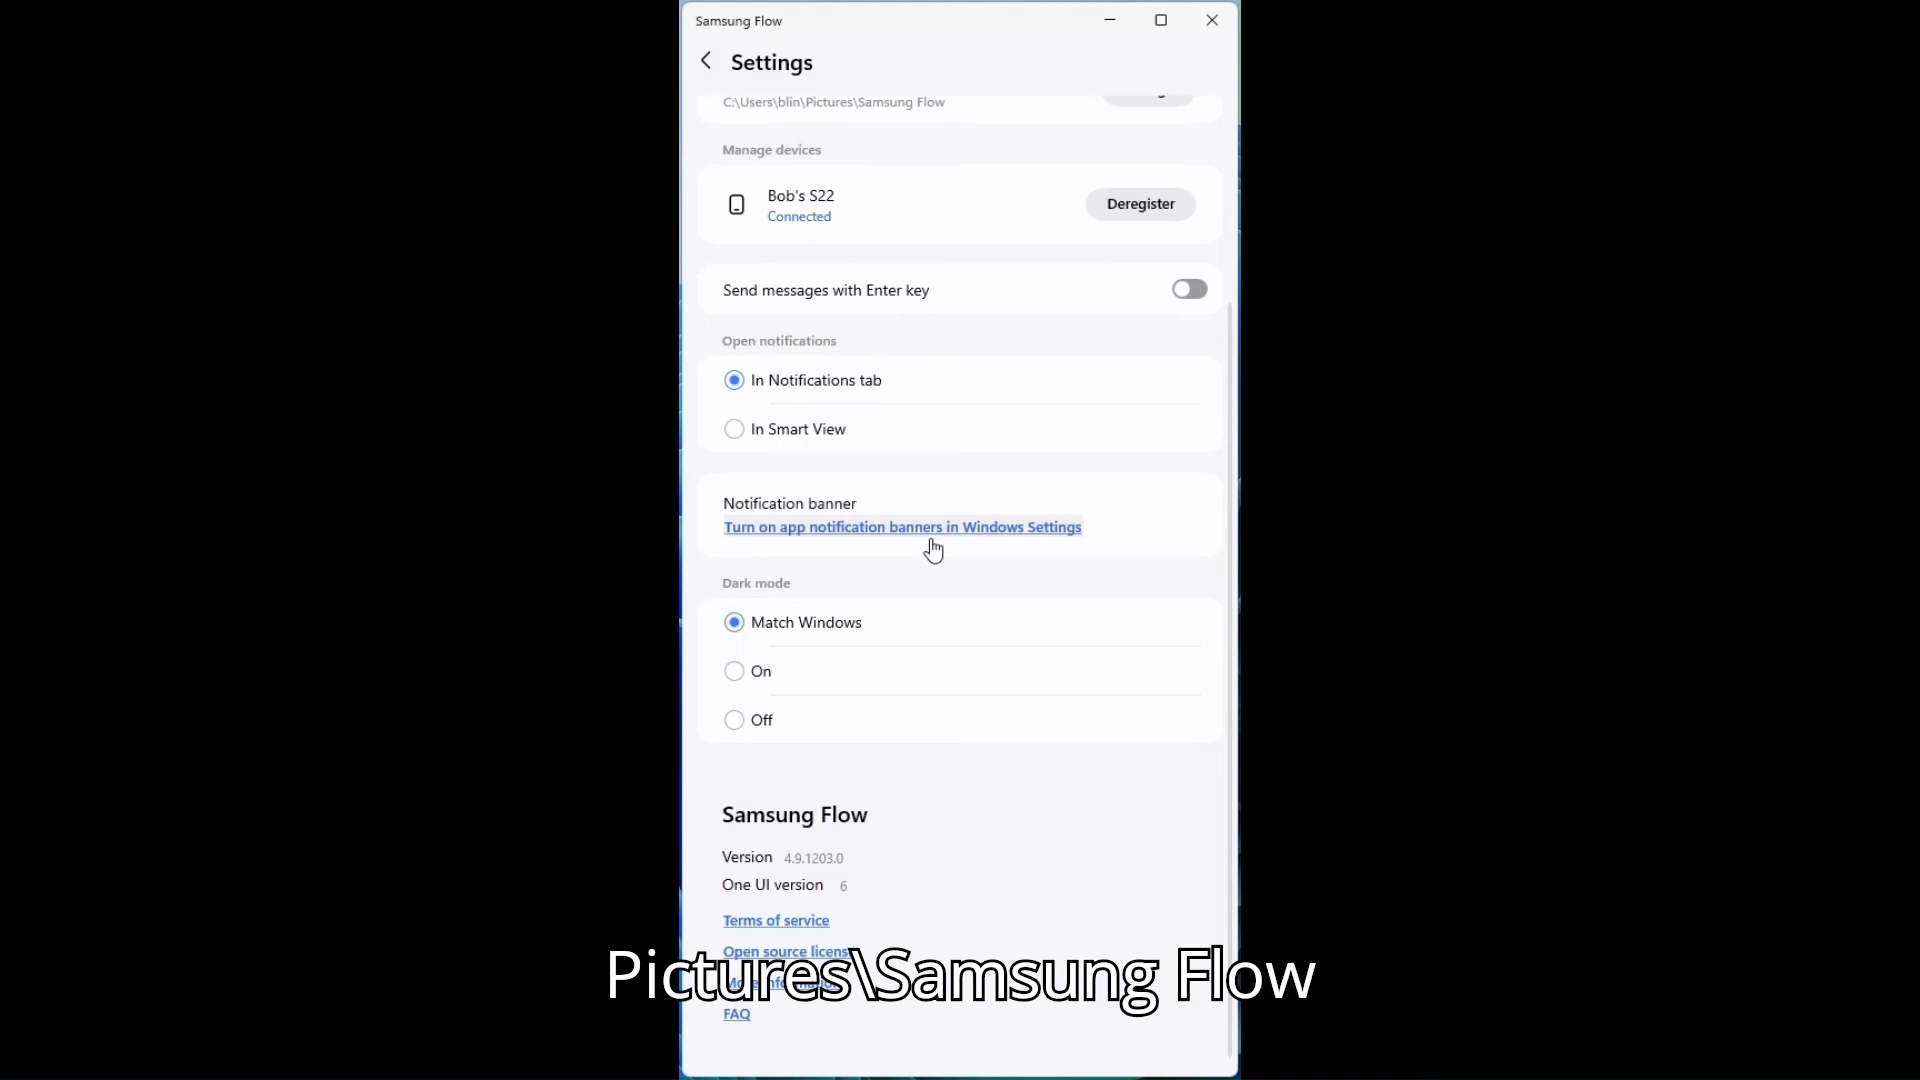 Samsung Flow
Settings
C:\Users\blin\Pictures\Samsung Flow
Manage devices
Bob's S22
Connected
Deregister
Send messages with Enter key
Open notifications
In Notifications tab
In Smart View
Notification banner
Turn on app notification banners in Windows Settings
Dark mode
Match Windows
On
Off
Samsung Flow
Version 4.9.1203.0
One UI version 6
Terms of service
Open source
Pictures\Samsung Flow
FAQ